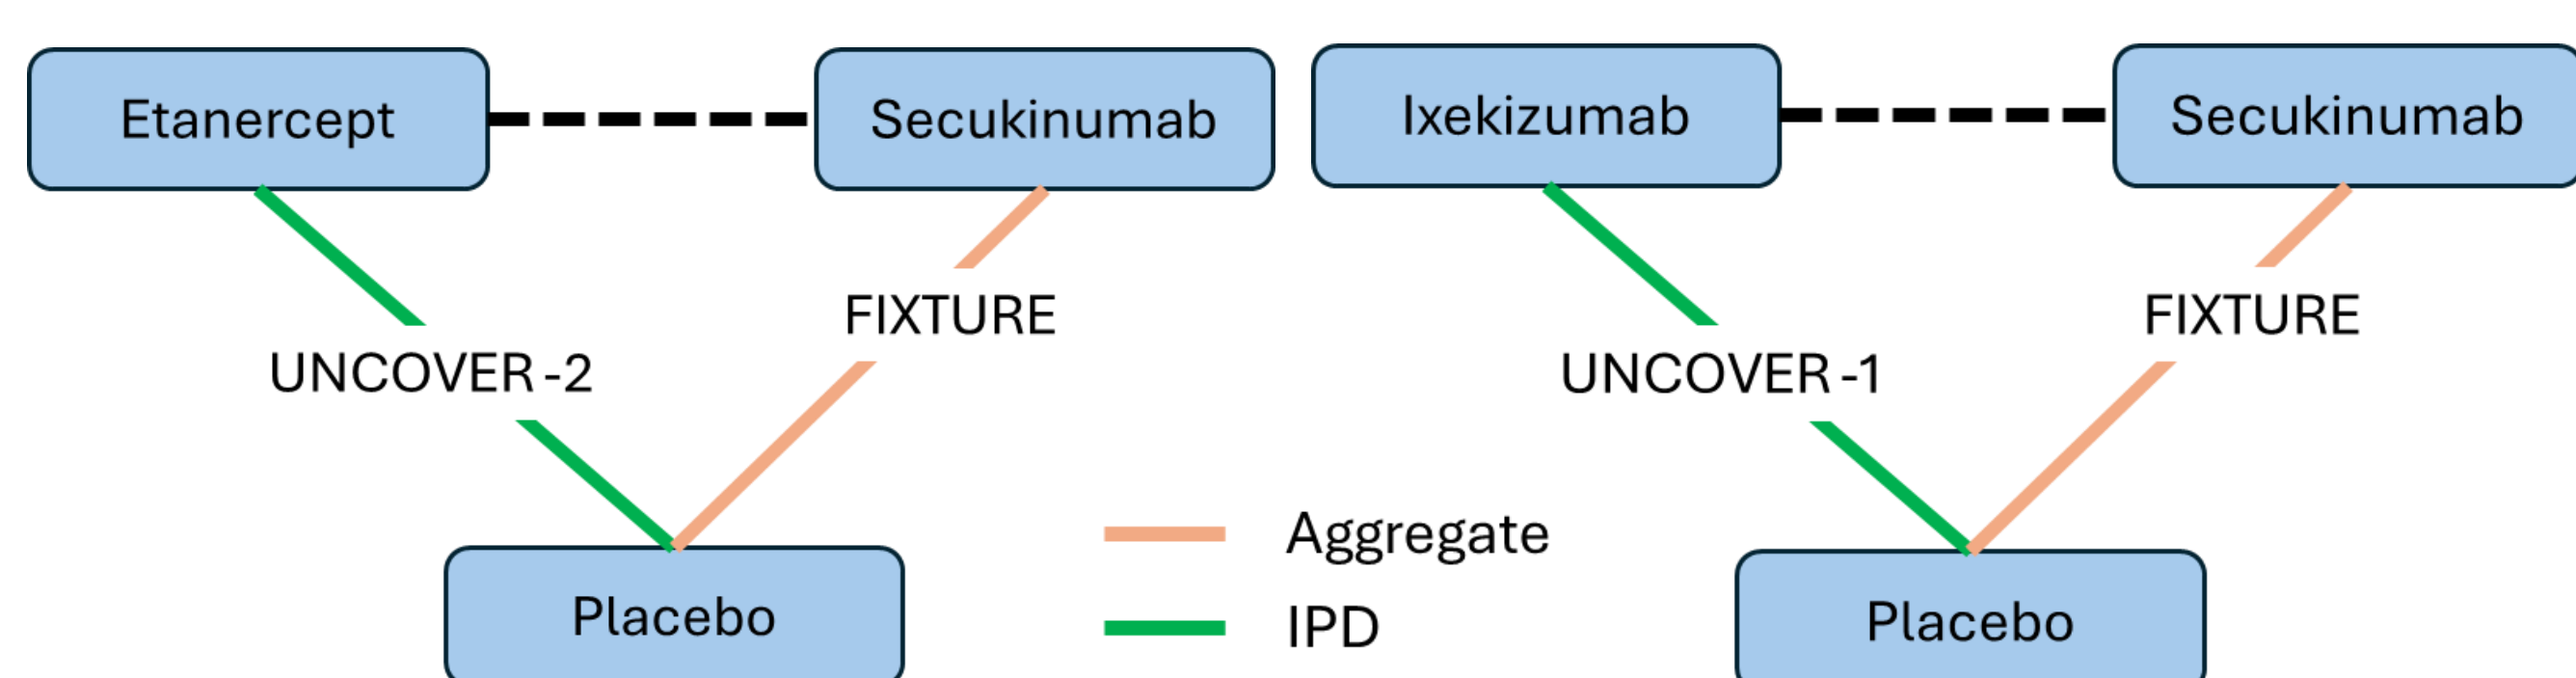 Etanercept
Secukinumab
Ixekizumab
Secukinumab
FIXTURE
FIXTURE
UNCOVER-2
UNCOVER-1
Aggregate
IPD
Placebo
Placebo